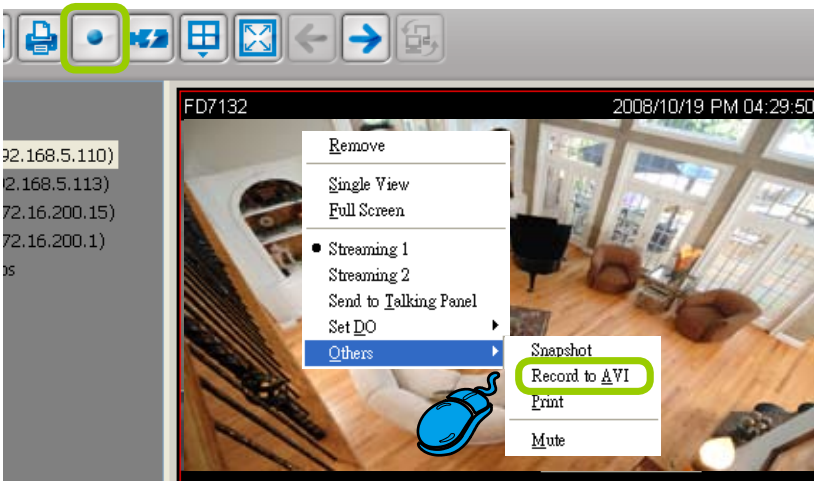 FD7132 2008/10/19 PM 04:29:50
92.168.5.110)
92.168.5.113)
72.16.200.15)
72.16.200.1)
Remove
Single View
Full Screen
Streaming 1
Streaming 2
Send to Talking Panel
Set DO
Others
Snapshot
Record to AVI
Print
Mute